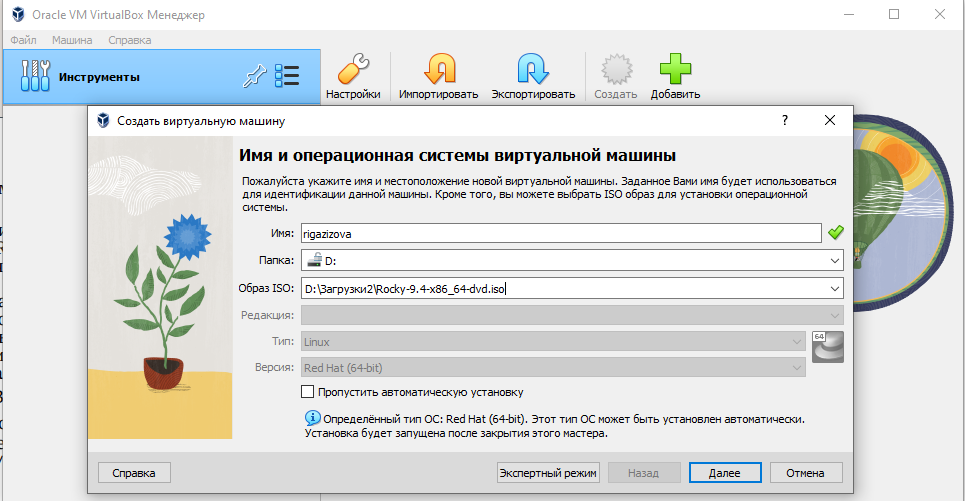 Oracle VM VirtualBox Менеджер
Файл Машина Справка
Инструменты
Настройки Импортировать Экспортировать Создать Добавить
Создать виртуальную машину
?
Имя и операционная системы виртуальной машины
Пожалуйста укажите имя и местоположение новой виртуальной машины. Заданное Вами имя будет использоваться
для идентификации данной машины. Кроме того, вы можете выбрать ISO образ для установки операционной
системы.
Имя: rigazizova
Папка: D:
Образ ISO: D:\Загрузки2\Rocky-9.4-x86_64-dvd.iso
Редакция:
Тип: Linux
64
Версия: Red Hat (64-bit)
Пропустить автоматическую установку
Определённый тип ОС: Red Hat (64-bit). Этот тип ОС может быть установлен автоматически.
Установка будет запущена после закрытия этого мастера.
Справка Экспертный режим Назад Далее Отмена